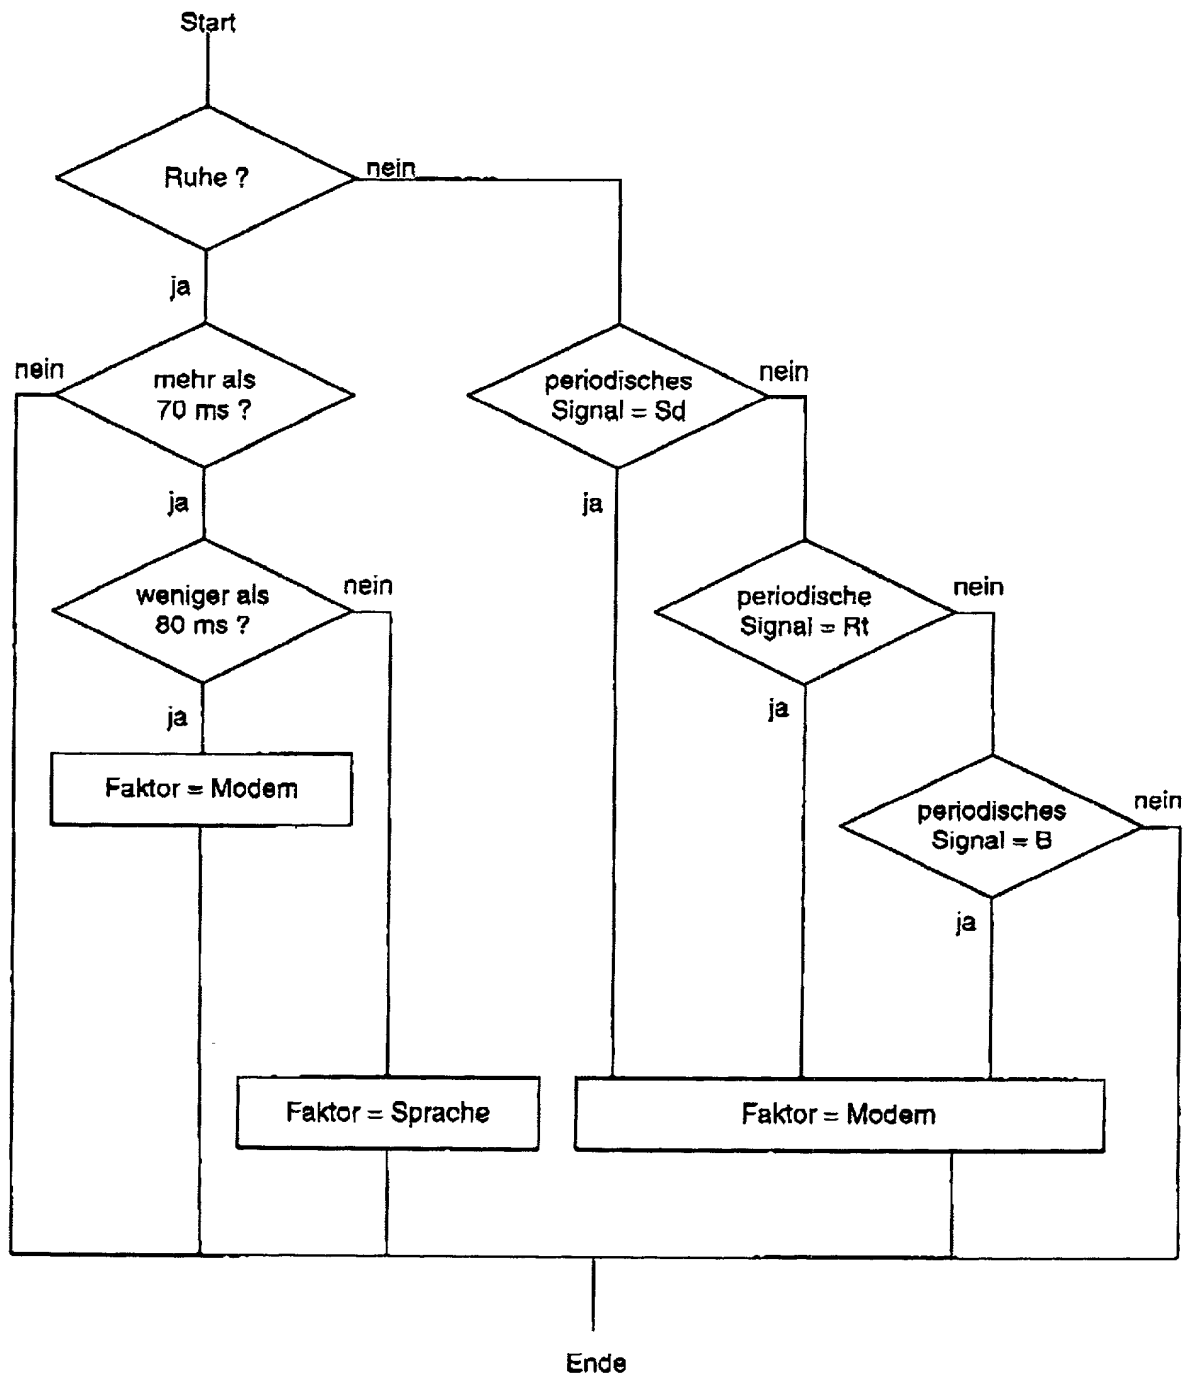 Start
Ruhe ?
nein
ja
nein
mehr als
70 ms ?
periodisches
Signal = Sd
nein
ja
ja
weniger als
80 ms ?
nein
periodische
Signal = Rt
nein
ja
ja
Faktor = Modem
periodisches
Signal = B
nein
ja
Faktor = Sprache
Faktor = Modem
Ende